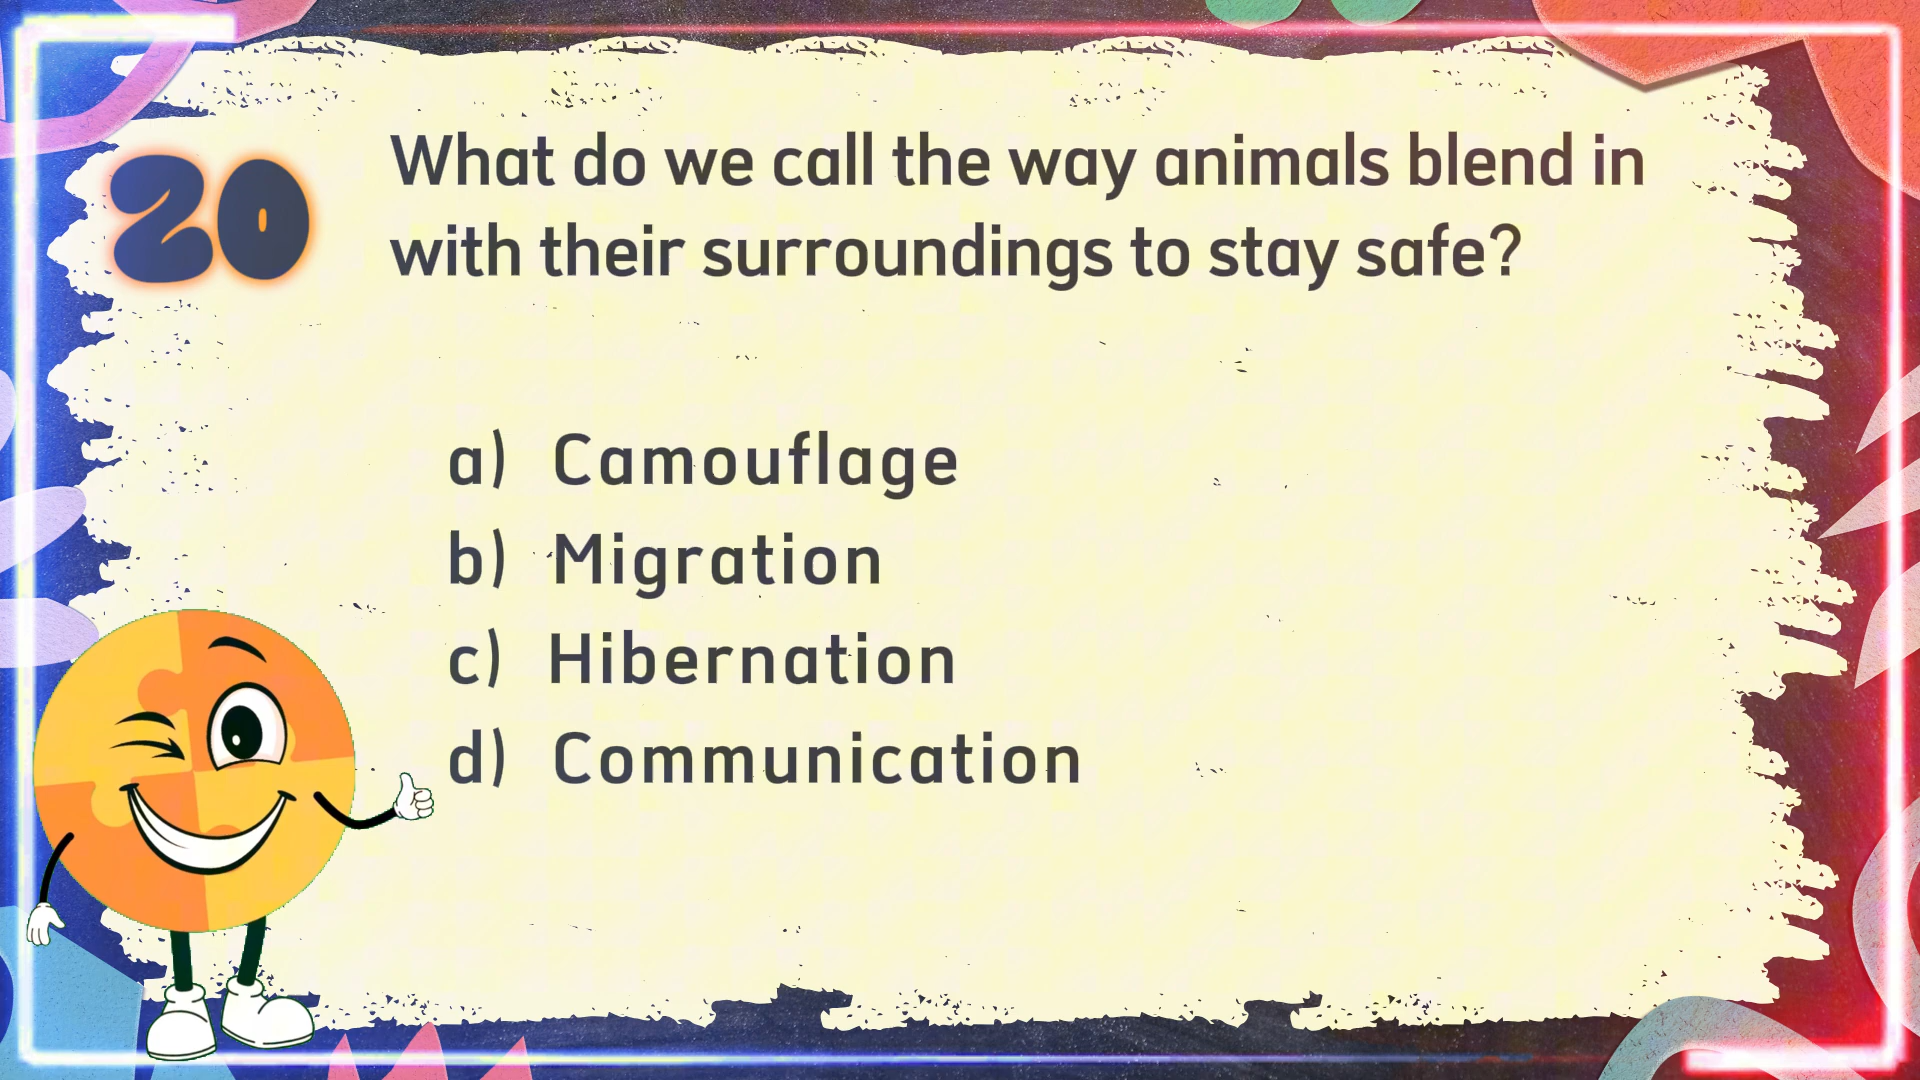 20
What do we call the way animals blend in
with their surroundings to stay safe?
a) Camouflage
b) Migration
c) Hibernation
d) Communication